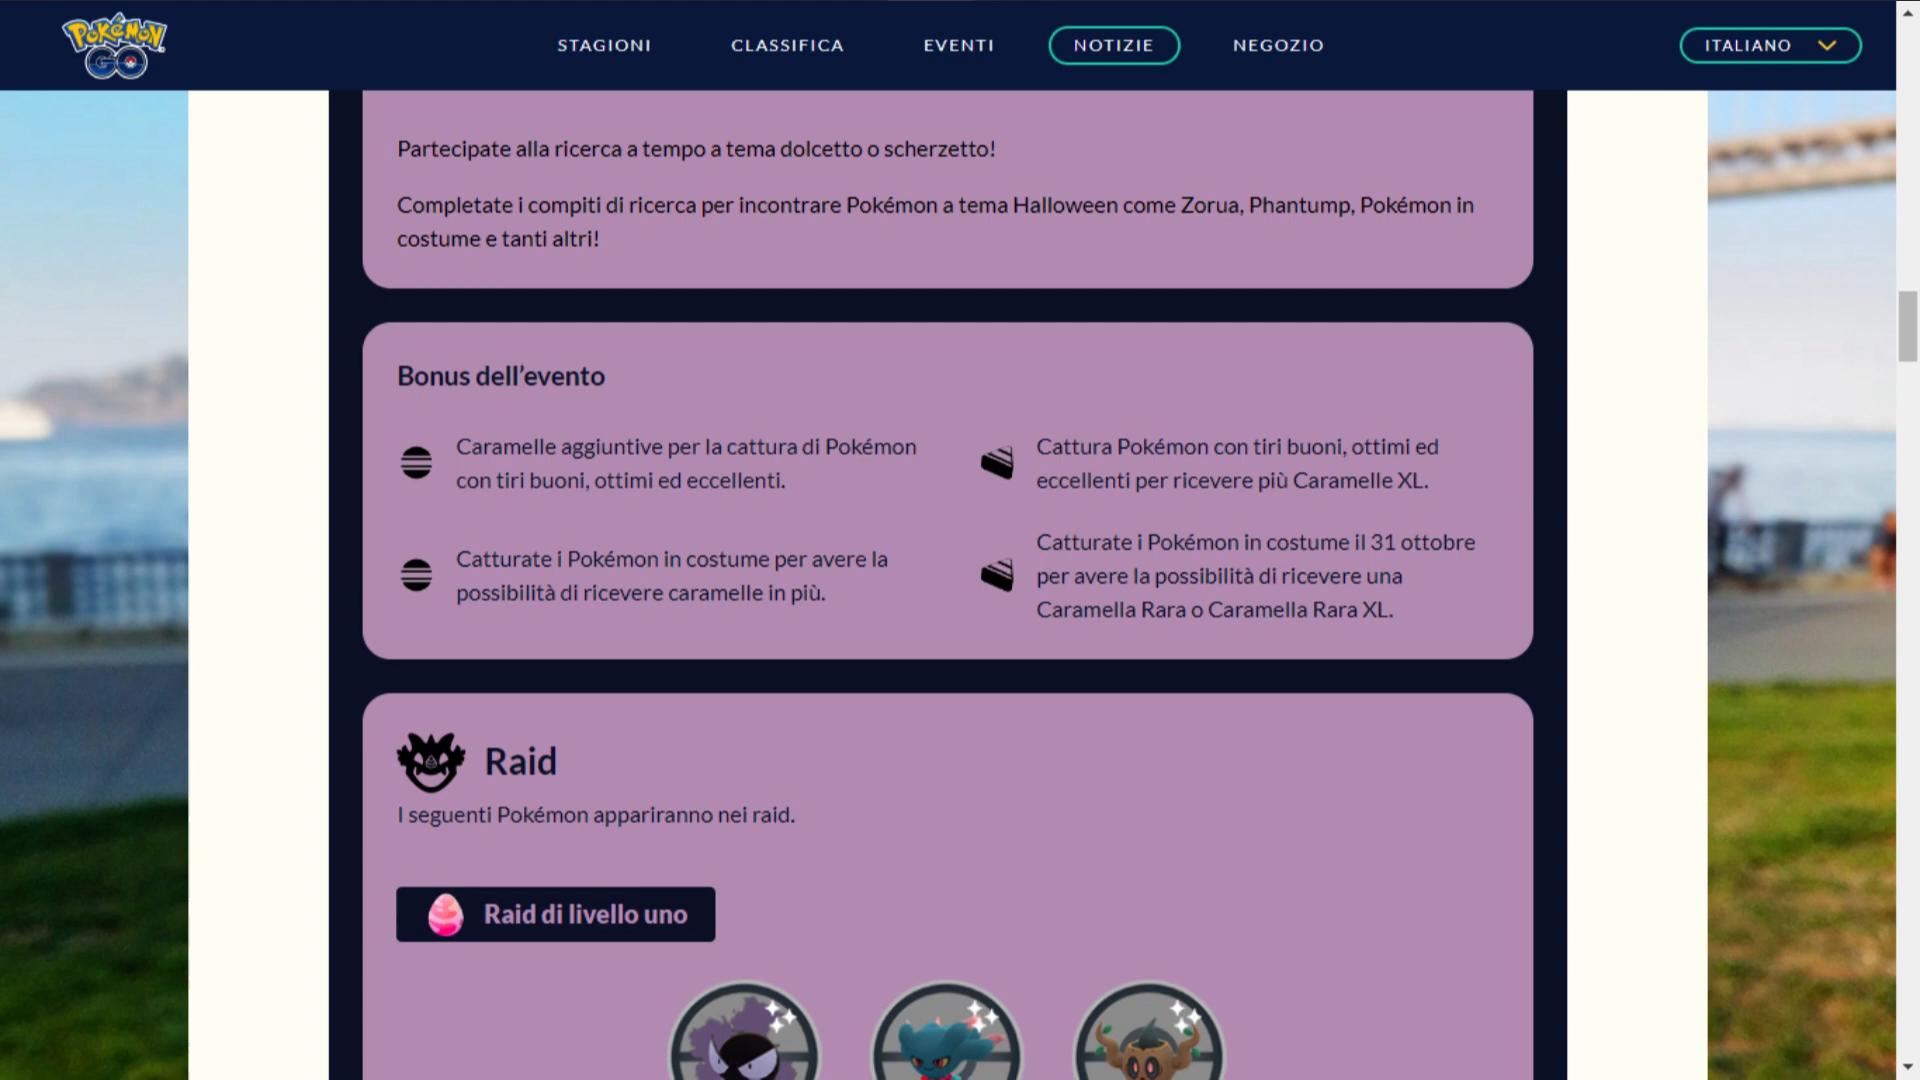 POKÉMON
GO
STAGIONI
CLASSIFICA
EVENTI
NOTIZIE
NEGOZIO
ITALIANO
Partecipate alla ricerca a tempo a tema dolcetto o scherzetto!
Completate i compiti di ricerca per incontrare Pokémon a tema Halloween come Zorua, Phantump, Pokémon in
costume e tanti altri!
Bonus dell’evento
Caramelle aggiuntive per la cattura di Pokémon
con tiri buoni, ottimi ed eccellenti.
Cattura Pokémon con tiri buoni, ottimi ed
eccellenti per ricevere più Caramelle XL.
Catturate i Pokémon in costume per avere la
possibilità di ricevere caramelle in più.
Catturate i Pokémon in costume il 31 ottobre
per avere la possibilità di ricevere una
Caramella Rara o Caramella Rara XL.
Raid
I seguenti Pokémon appariranno nei raid.
Raid di livello uno